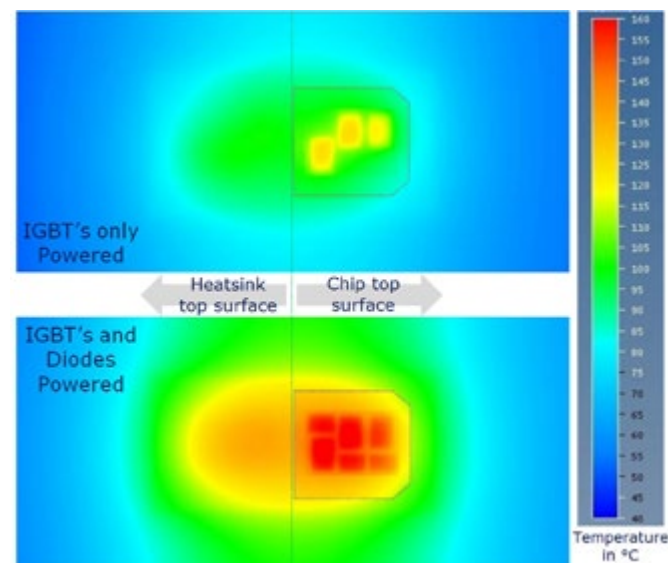 IGBT's only
Powered
Heatsink
top surface
Chip top
surface
IGBT's and
Diodes
Powered
160
155
150
145
140
135
130
125
120
115
110
105
100
95
90
85
80
75
70
65
60
55
50
45
40
Temperature
in °C